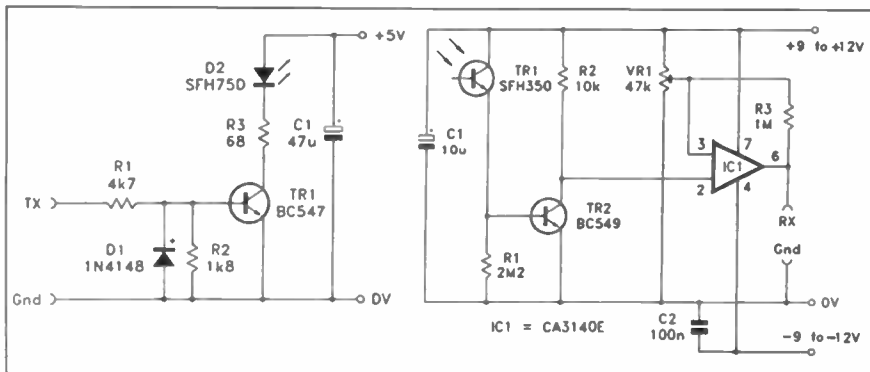 +5V
D2
SFH75D
R3
68
C1
47u
R1
4k7
TX
TR1
BC547
D1
1N4148
R2
1k8
Gnd
0V
+9 to +12V
TR1
SFH350
R2
10k
VR1
47k
R3
1M
C1
10u
3
7
IC1
6
2
4
TR2
BC549
RX
Gnd
R1
2M2
0V
IC1 = CA3140E
C2
100n
-9 to -12V